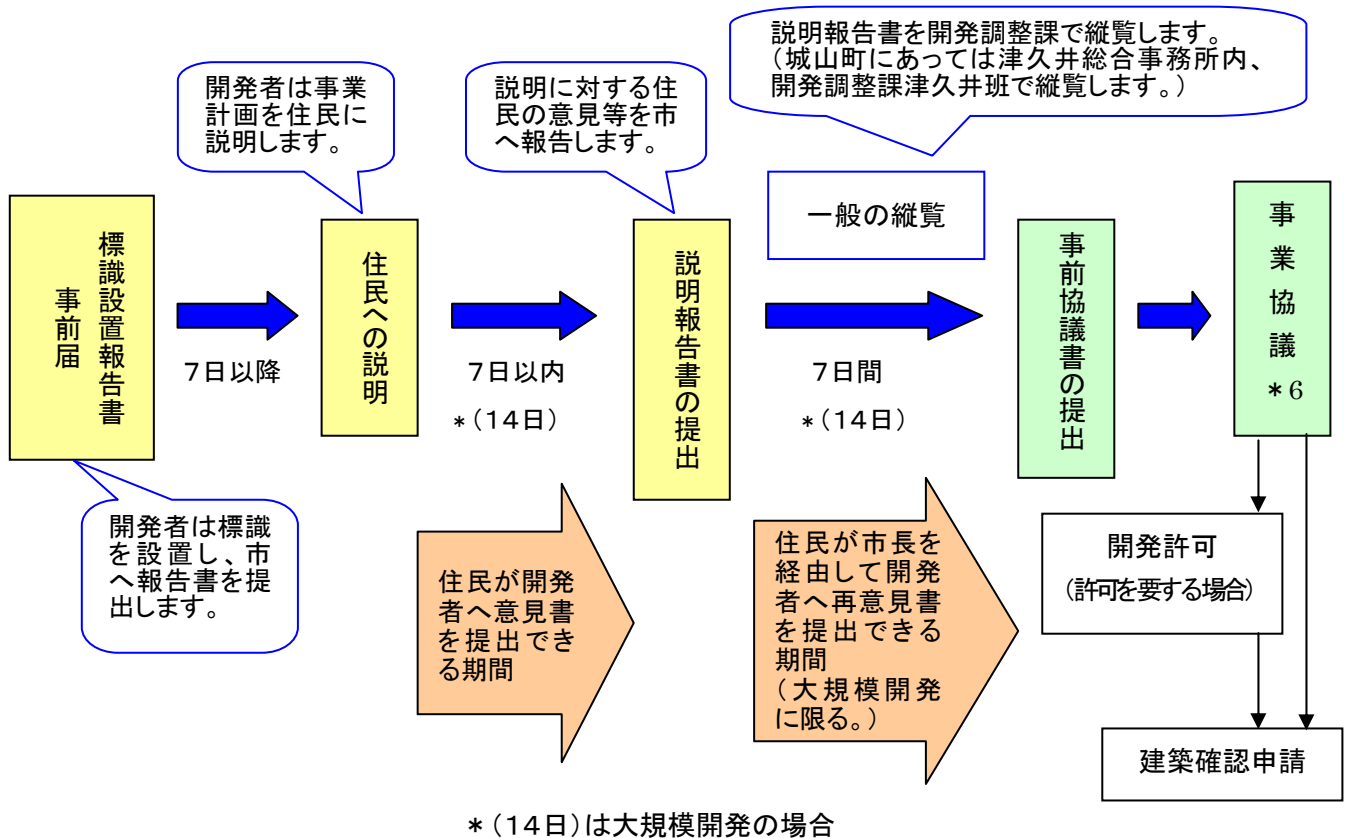 説明報告書を開発調整課で縦覧します。
(城山町にあっては津久井総合事務所内、
開発調整課津久井班で縦覧します。)
開発者は事業
計画を住民に
説明します。
説明に対する住
民の意見等を市
へ報告します。
標識設置報告書
事前届
7日以降
住民への説明
7日以内
*(14日)
説明報告書の提出
一般の縦覧
7日間
*(14日)
事前協議書の提出
事業協議
*6
開発者は標識
を設置し、市
へ報告書を提
出します。
住民が開発
者へ意見書
を提出でき
る期間
住民が市長を
経由して開発
者へ再意見書
を提出できる
期間
(大規模開発
に限る。)
開発許可
(許可を要する場合)
建築確認申請
*(14日)は大規模開発の場合